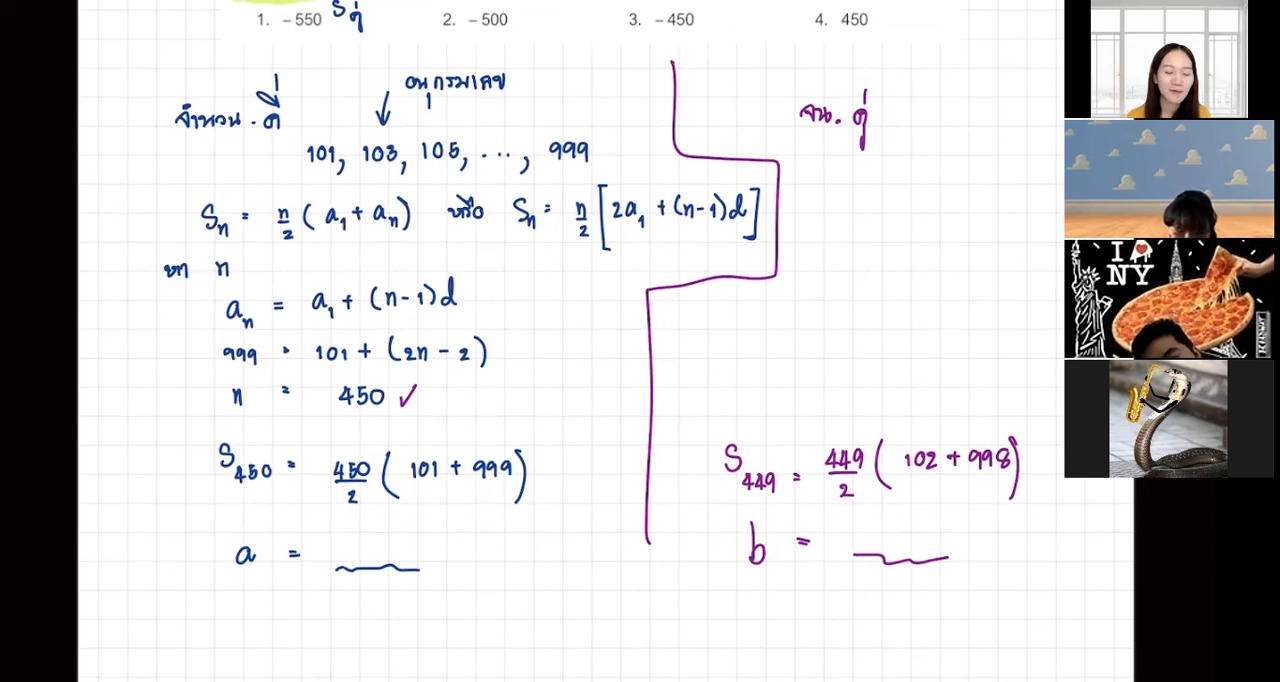 1. – 550 2. – 500 3. – 450 4. 450
S คู่
จำนวน . คี่
อนุกรมเลข
101, 103, 105, ..., 999
Sn = n/2 ( a1 + an ) หรือ Sn = n/2 [ 2a1 + (n-1)d ]
หา n
an = a1 + (n-1)d
999 = 101 + (2n - 2)
n = 450 ✓
S450 = 450/2 ( 101 + 999 )
a =
จน. คู่
S449 = 449/2 ( 102 + 998 )
b =
I
NY